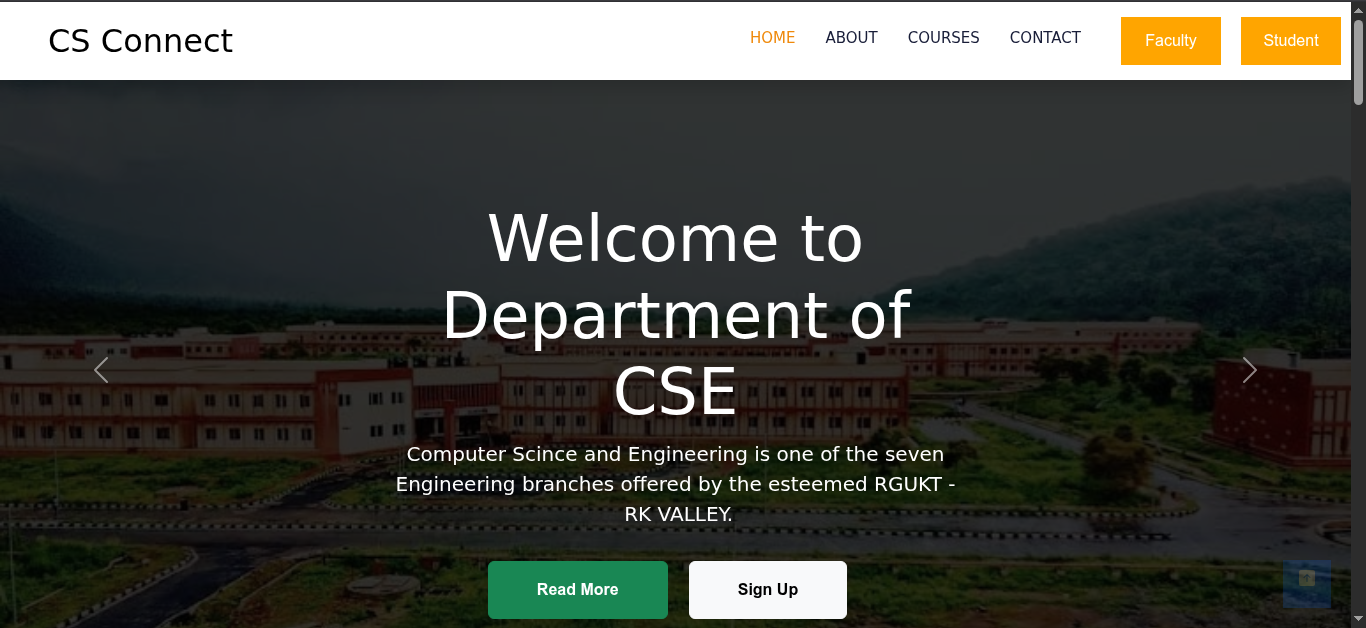 CS Connect
HOME ABOUT COURSES CONTACT Faculty Student
Welcome to
Department of
CSE
Computer Scince and Engineering is one of the seven
Engineering branches offered by the esteemed RGUKT -
RK VALLEY.
Read More Sign Up